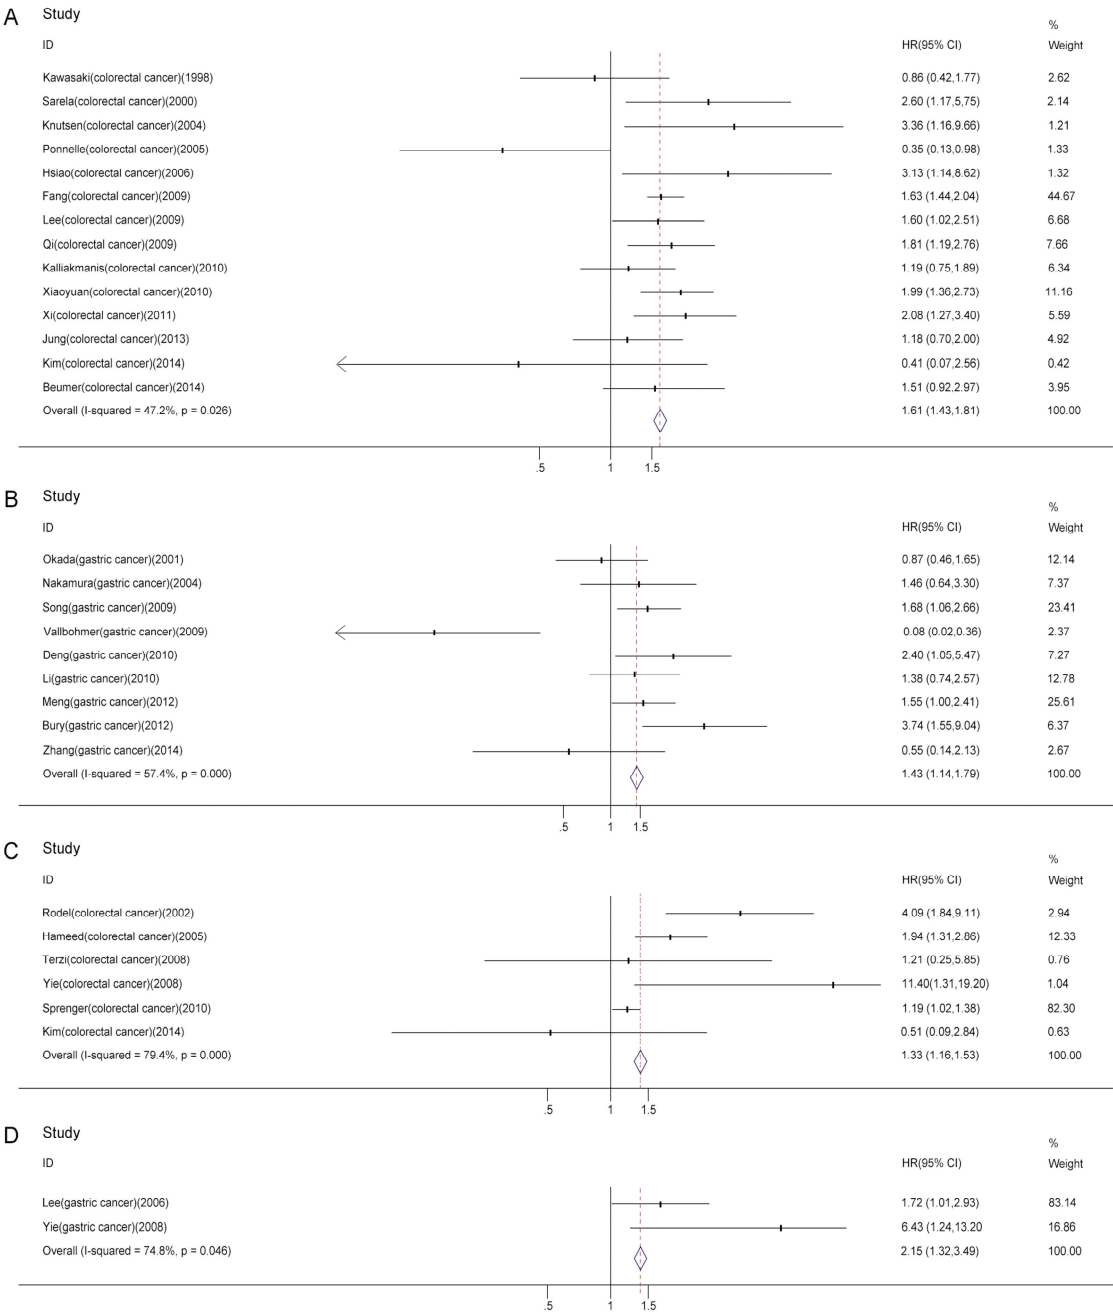 A Study
%
ID HR(95% CI) Weight
Kawasaki(colorectal cancer)(1998) 0.86 (0.42,1.77) 2.62
Sarela(colorectal cancer)(2000) 2.60 (1.17,5,75) 2.14
Knutsen(colorectal cancer)(2004) 3.36 (1.16,9.66) 1.21
Ponnelle(colorectal cancer)(2005) 0.35 (0.13,0.98) 1.33
Hsiao(colorectal cancer)(2006) 3.13 (1.14,8.62) 1.32
Fang(colorectal cancer)(2009) 1.63 (1.44,2.04) 44.67
Lee(colorectal cancer)(2009) 1.60 (1.02,2.51) 6.68
Qi(colorectal cancer)(2009) 1.81 (1.19,2.76) 7.66
Kalliakmanis(colorectal cancer)(2010) 1.19 (0.75,1.89) 6.34
Xiaoyuan(colorectal cancer)(2010) 1.99 (1.36,2.73) 11.16
Xi(colorectal cancer)(2011) 2.08 (1.27,3.40) 5.59
Jung(colorectal cancer)(2013) 1.18 (0.70,2.00) 4.92
Kim(colorectal cancer)(2014) 0.41 (0.07,2.56) 0.42
Beumer(colorectal cancer)(2014) 1.51 (0.92,2.97) 3.95
Overall (I-squared = 47.2%, p = 0.026) 1.61 (1.43,1.81) 100.00
.5 1 1.5
B Study
%
ID HR(95% CI) Weight
Okada(gastric cancer)(2001) 0.87 (0.46,1.65) 12.14
Nakamura(gastric cancer)(2004) 1.46 (0.64,3.30) 7.37
Song(gastric cancer)(2009) 1.68 (1.06,2.66) 23.41
Vallbohmer(gastric cancer)(2009) 0.08 (0.02,0.36) 2.37
Deng(gastric cancer)(2010) 2.40 (1.05,5.47) 7.27
Li(gastric cancer)(2010) 1.38 (0.74,2.57) 12.78
Meng(gastric cancer)(2012) 1.55 (1.00,2.41) 25.61
Bury(gastric cancer)(2012) 3.74 (1.55,9.04) 6.37
Zhang(gastric cancer)(2014) 0.55 (0.14,2.13) 2.67
Overall (I-squared = 57.4%, p = 0.000) 1.43 (1.14,1.79) 100.00
.5 1 1.5
C Study
%
ID HR(95% CI) Weight
Rodel(colorectal cancer)(2002) 4.09 (1.84,9.11) 2.94
Hameed(colorectal cancer)(2005) 1.94 (1.31,2.86) 12.33
Terzi(colorectal cancer)(2008) 1.21 (0.25,5.85) 0.76
Yie(colorectal cancer)(2008) 11.40(1.31,19.20) 1.04
Sprenger(colorectal cancer)(2010) 1.19 (1.02,1.38) 82.30
Kim(colorectal cancer)(2014) 0.51 (0.09,2.84) 0.63
Overall (I-squared = 79.4%, p = 0.000) 1.33 (1.16,1.53) 100.00
.5 1 1.5
D Study
%
ID HR(95% CI) Weight
Lee(gastric cancer)(2006) 1.72 (1.01,2.93) 83.14
Yie(gastric cancer)(2008) 6.43 (1.24,13.20 16.86
Overall (I-squared = 74.8%, p = 0.046) 2.15 (1.32,3.49) 100.00
.5 1 1.5